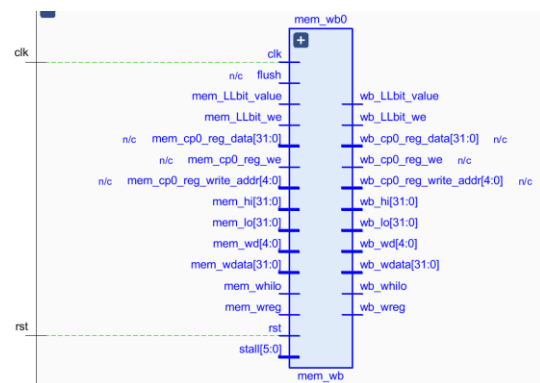 mem_wb0
clk clk
n/c flush
mem_LLbit_value wb_LLbit_value
mem_LLbit_we wb_LLbit_we
n/c mem_cp0_reg_data[31:0] wb_cp0_reg_data[31:0] n/c
n/c mem_cp0_reg_we wb_cp0_reg_we n/c
n/c mem_cp0_reg_write_addr[4:0] wb_cp0_reg_write_addr[4:0] n/c
mem_hi[31:0] wb_hi[31:0]
mem_lo[31:0] wb_lo[31:0]
mem_wd[4:0] wb_wd[4:0]
mem_wdata[31:0] wb_wdata[31:0]
mem_whilo wb_whilo
mem_wreg wb_wreg
rst rst
stall[5:0]
mem_wb